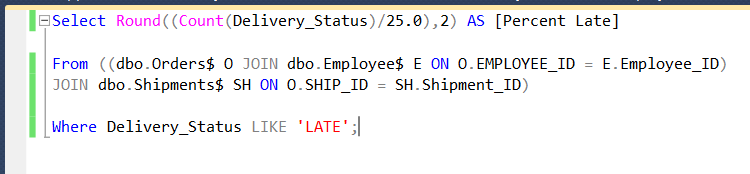 Select Round((Count(Delivery_Status)/25.0),2) AS [Percent Late]
From ((dbo.Orders$ O JOIN dbo.Employee$ E ON O.EMPLOYEE_ID = E.Employee_ID)
JOIN dbo.Shipments$ SH ON O.SHIP_ID = SH.Shipment_ID)
Where Delivery_Status LIKE 'LATE';